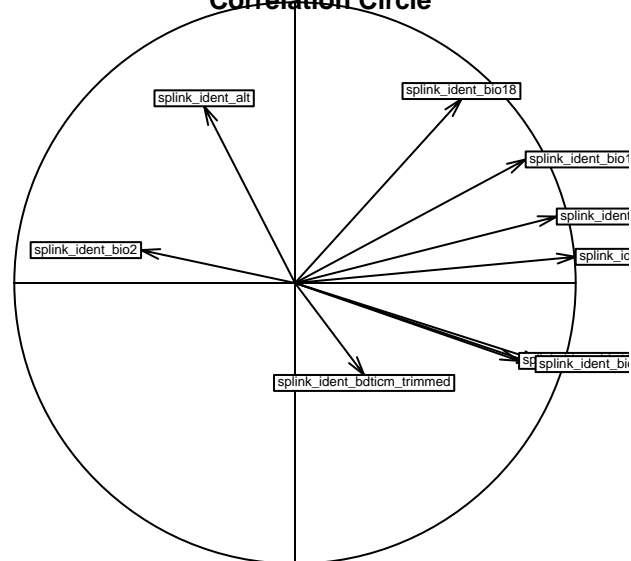 Correlation Circle
splink_ident_bio18
splink_ident_alt
splink_ident_bio1
splink_ident
splink_ident_bio2
splink_id
sp
splink_ident_bio
splink_ident_bdticm_trimmed